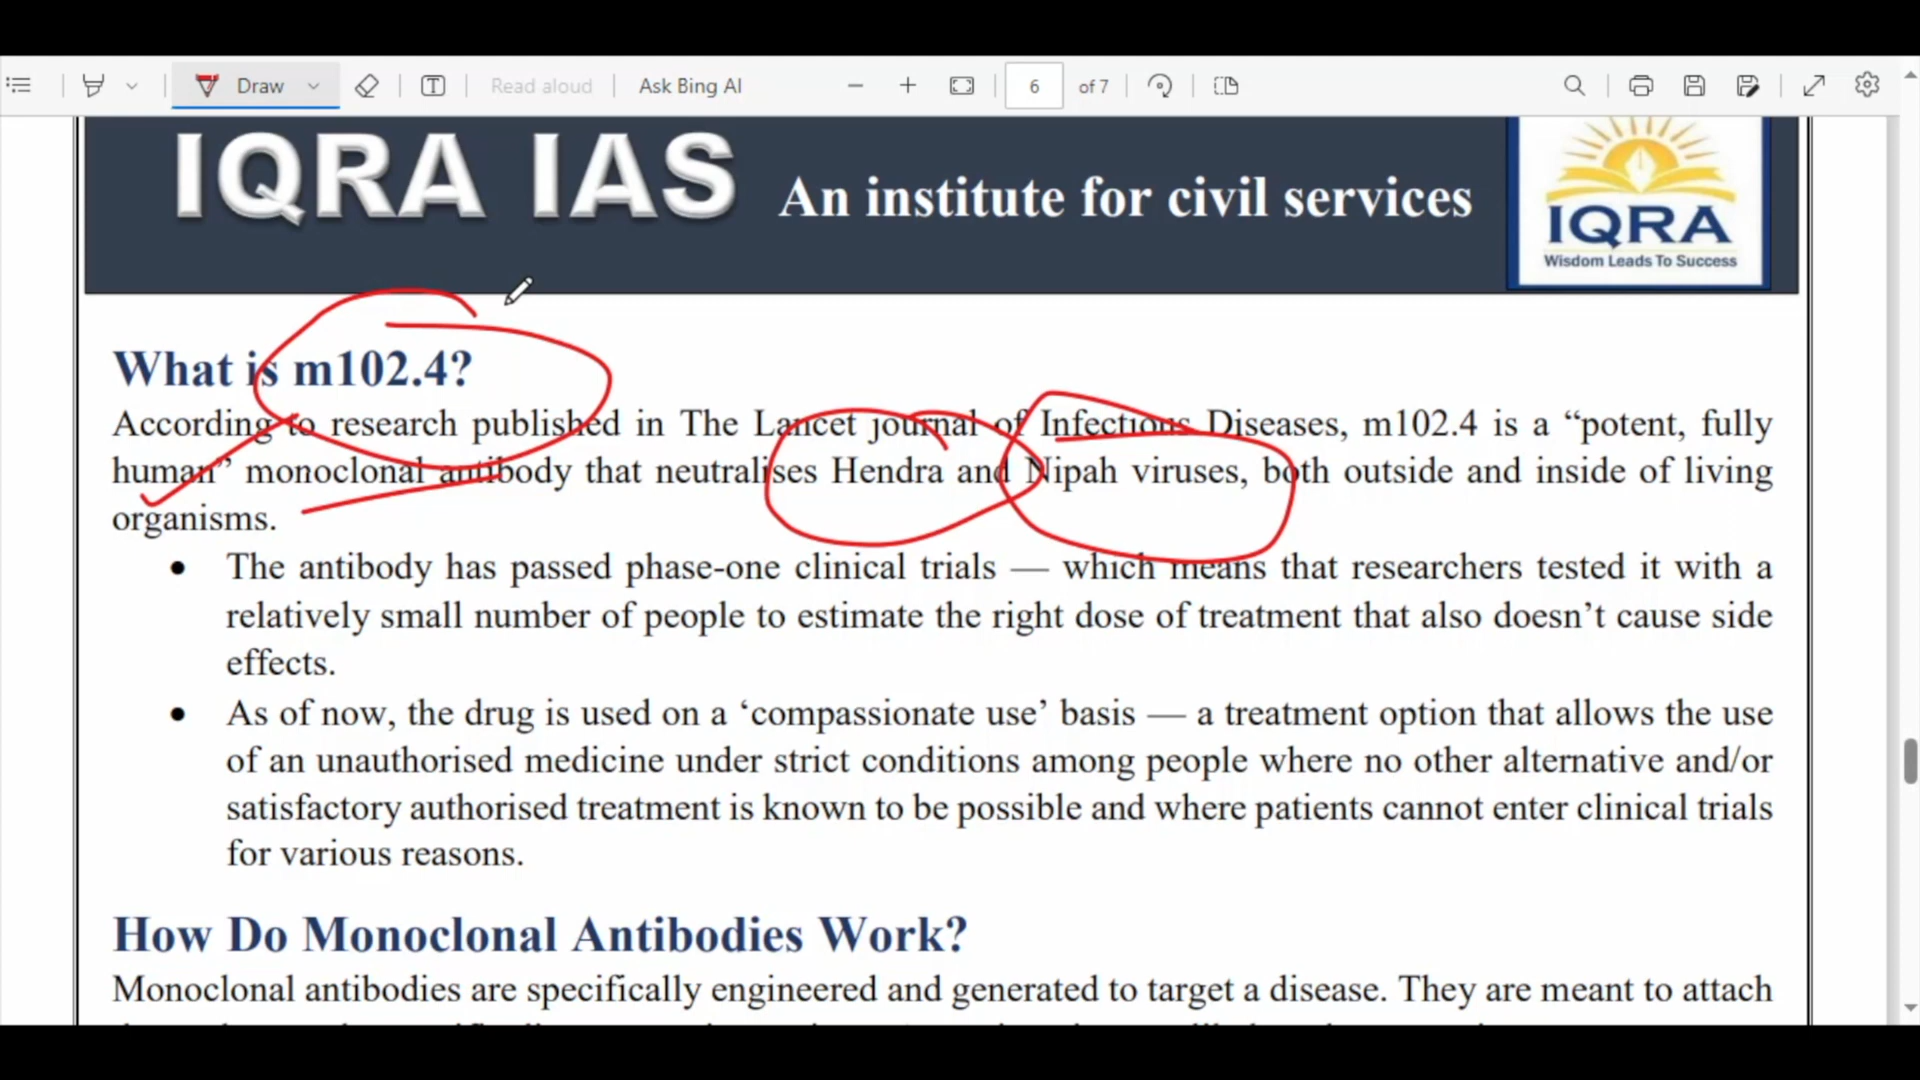 Draw
Read aloud
Ask Bing AI
6 of 7
IQRA IAS An institute for civil services
IQRA
Wisdom Leads To Success
What is m102.4?
According to research published in The Lancet journal of Infectious Diseases, m102.4 is a “potent, fully
human” monoclonal antibody that neutralises Hendra and Nipah viruses, both outside and inside of living
organisms.
● The antibody has passed phase-one clinical trials — which means that researchers tested it with a
relatively small number of people to estimate the right dose of treatment that also doesn’t cause side
effects.
● As of now, the drug is used on a ‘compassionate use’ basis — a treatment option that allows the use
of an unauthorised medicine under strict conditions among people where no other alternative and/or
satisfactory authorised treatment is known to be possible and where patients cannot enter clinical trials
for various reasons.
How Do Monoclonal Antibodies Work?
Monoclonal antibodies are specifically engineered and generated to target a disease. They are meant to attach